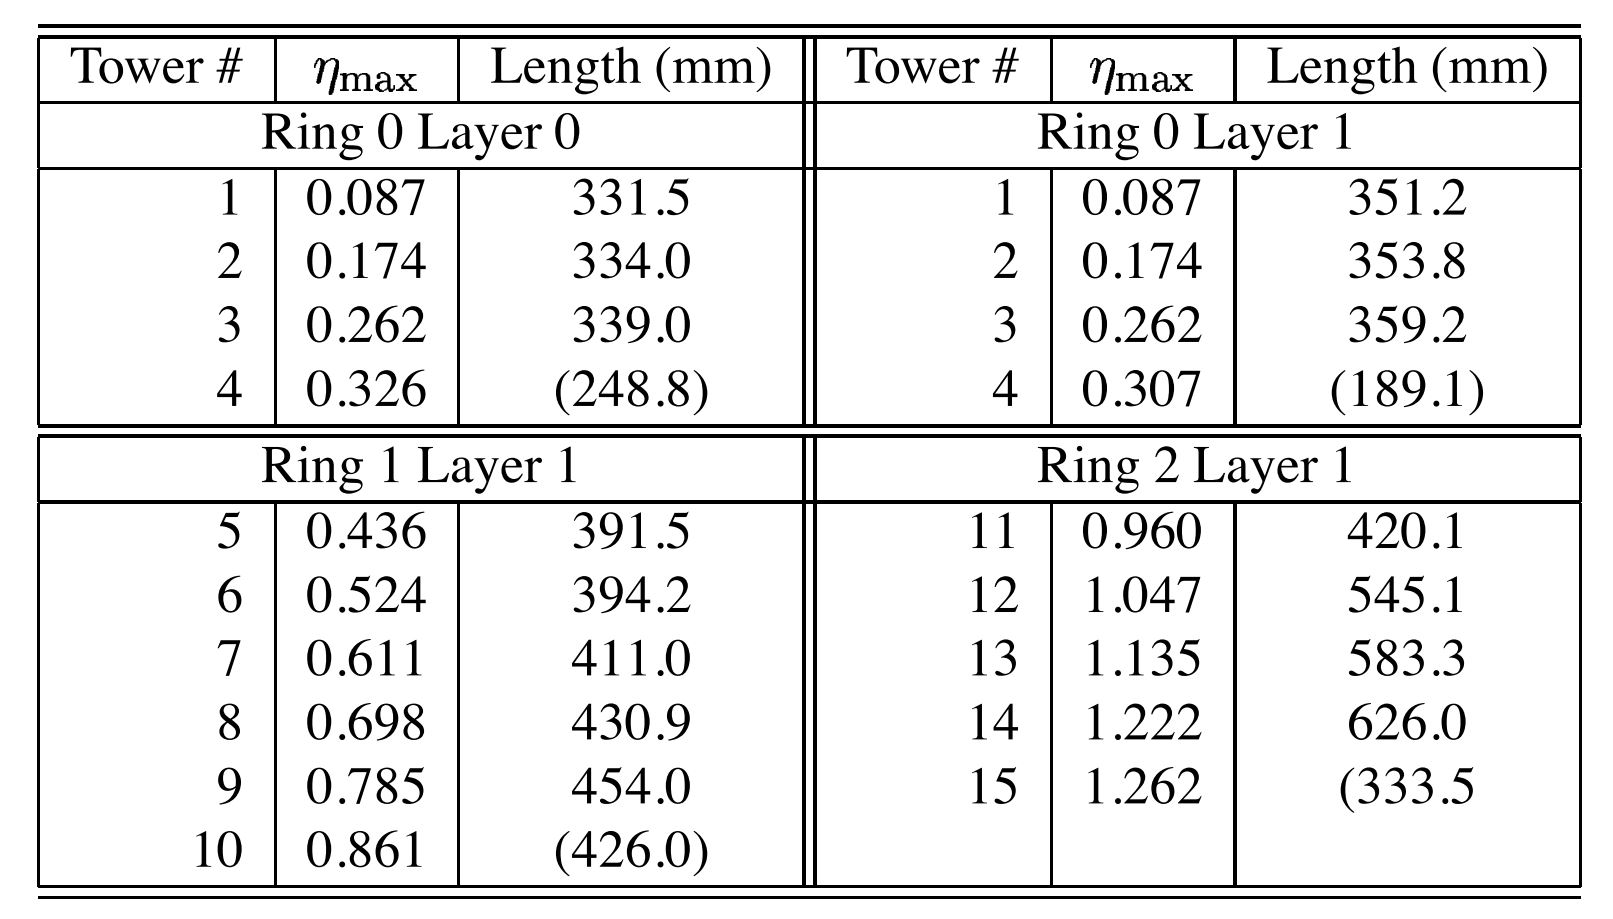 Tower # η_max Length (mm) Tower # η_max Length (mm)
Ring 0 Layer 0 Ring 0 Layer 1
1 0.087 331.5 1 0.087 351.2
2 0.174 334.0 2 0.174 353.8
3 0.262 339.0 3 0.262 359.2
4 0.326 (248.8) 4 0.307 (189.1)
Ring 1 Layer 1 Ring 2 Layer 1
5 0.436 391.5 11 0.960 420.1
6 0.524 394.2 12 1.047 545.1
7 0.611 411.0 13 1.135 583.3
8 0.698 430.9 14 1.222 626.0
9 0.785 454.0 15 1.262 (333.5
10 0.861 (426.0)